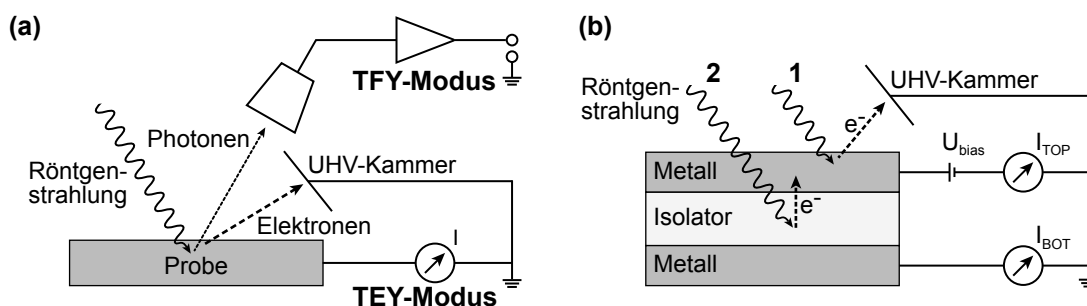 (a)
TFY-Modus
Photonen
Röntgen-
strahlung
UHV-Kammer
Elektronen
Probe
I
TEY-Modus
(b)
2
1
Röntgen-
strahlung
UHV-Kammer
e-
U bias
I TOP
Metall
e-
Isolator
Metall
I BOT